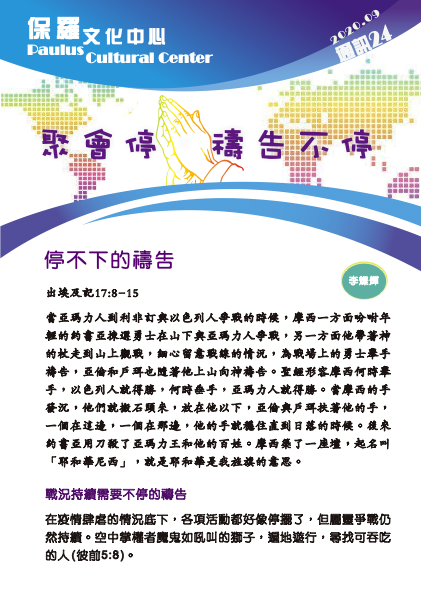 保羅文化中心
Paulus Cultural Center
2020.09
通訊24
聚會停 禱告不停
停不下的禱告
李耀輝
出埃及記17:8-15
當亞瑪力人到利非訂與以色列人爭戰的時候，摩西一方面吩咐年
輕的約書亞揀選勇士在山下與亞瑪力人爭戰，另一方面他帶著神
的杖走到山上觀戰，細心留意戰線的情況，為戰場上的勇士舉手
禱告，亞倫和戶珥也隨著他上山向神禱告。聖經形容摩西何時舉
手，以色列人就得勝，何時垂手，亞瑪力人就得勝。當摩西的手
發沉，他們就搬石頭來，放在他以下，亞倫與戶珥扶著他的手，
一個在這邊，一個在那邊，他的手就穩住直到日落的時候。後來
約書亞用刀殺了亞瑪力王和他的百姓。摩西築了一座壇，起名叫
「耶和華尼西」，就是耶和華是我旌旗的意思。
戰況持續需要不停的禱告
在疫情肆虐的情況底下，各項活動都好像停擺了，但屬靈爭戰仍
然持續。空中掌權者魔鬼如吼叫的獅子，遍地遊行，尋找可吞吃
的人(彼前5:8)。